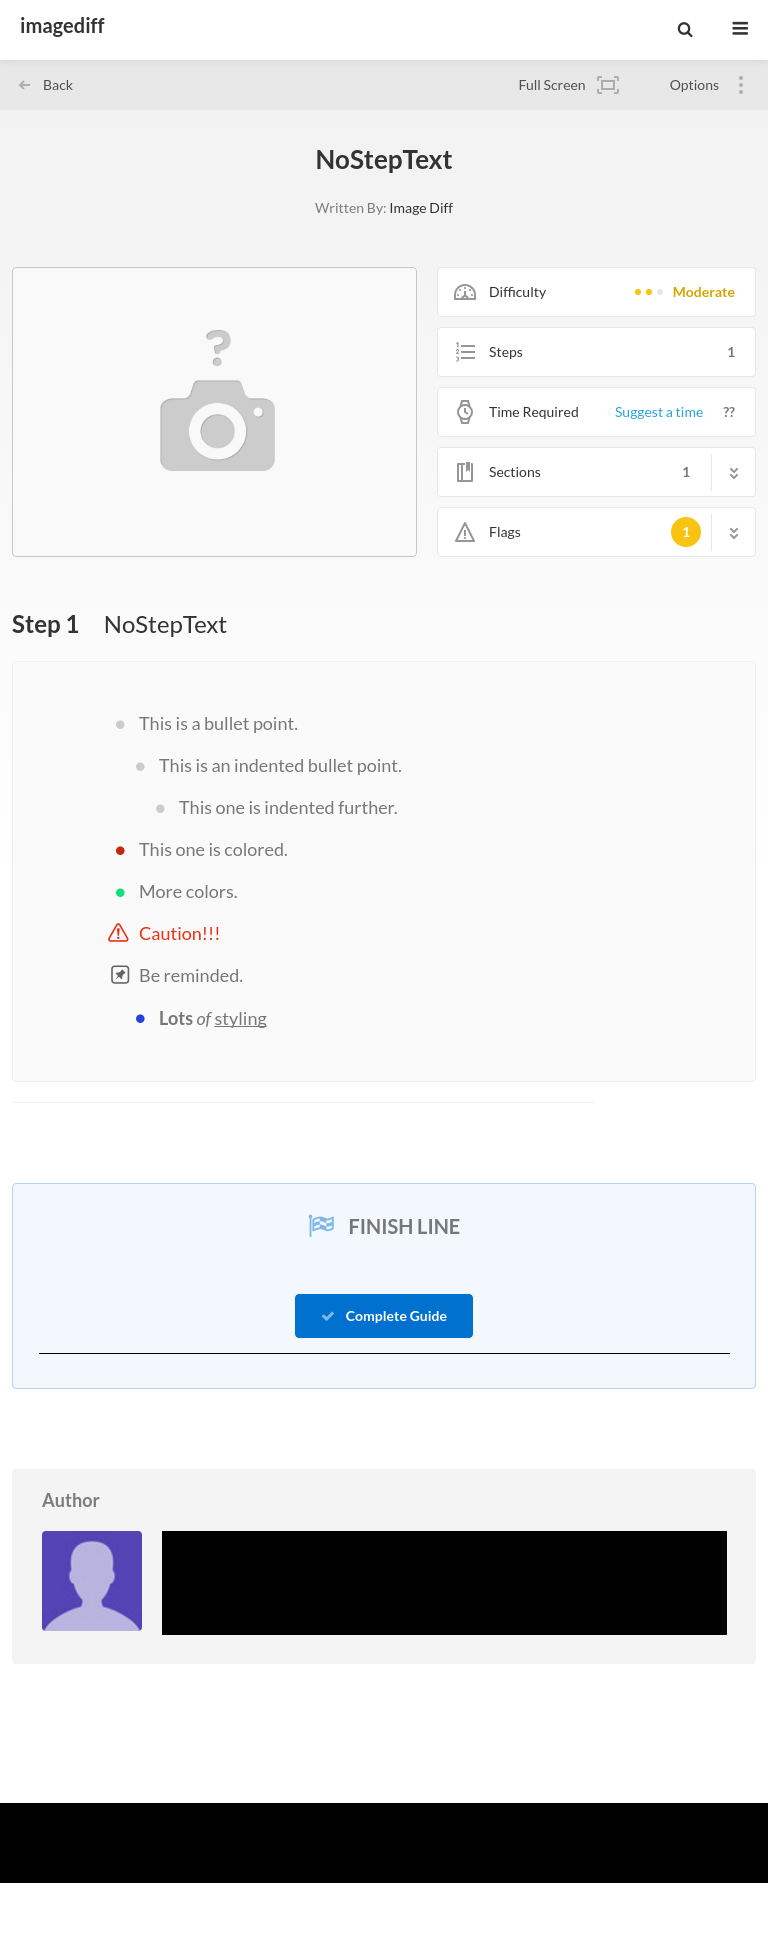 imagediff
Back Full Screen Options
NoStepText
Written By: Image Diff
?
Difficulty Moderate
Steps 1
Time Required Suggest a time ??
Sections 1
Flags 1
Step 1 NoStepText
This is a bullet point.
This is an indented bullet point.
This one is indented further.
This one is colored.
More colors.
Caution!!!
Be reminded.
Lots of styling
FINISH LINE
Complete Guide
Author